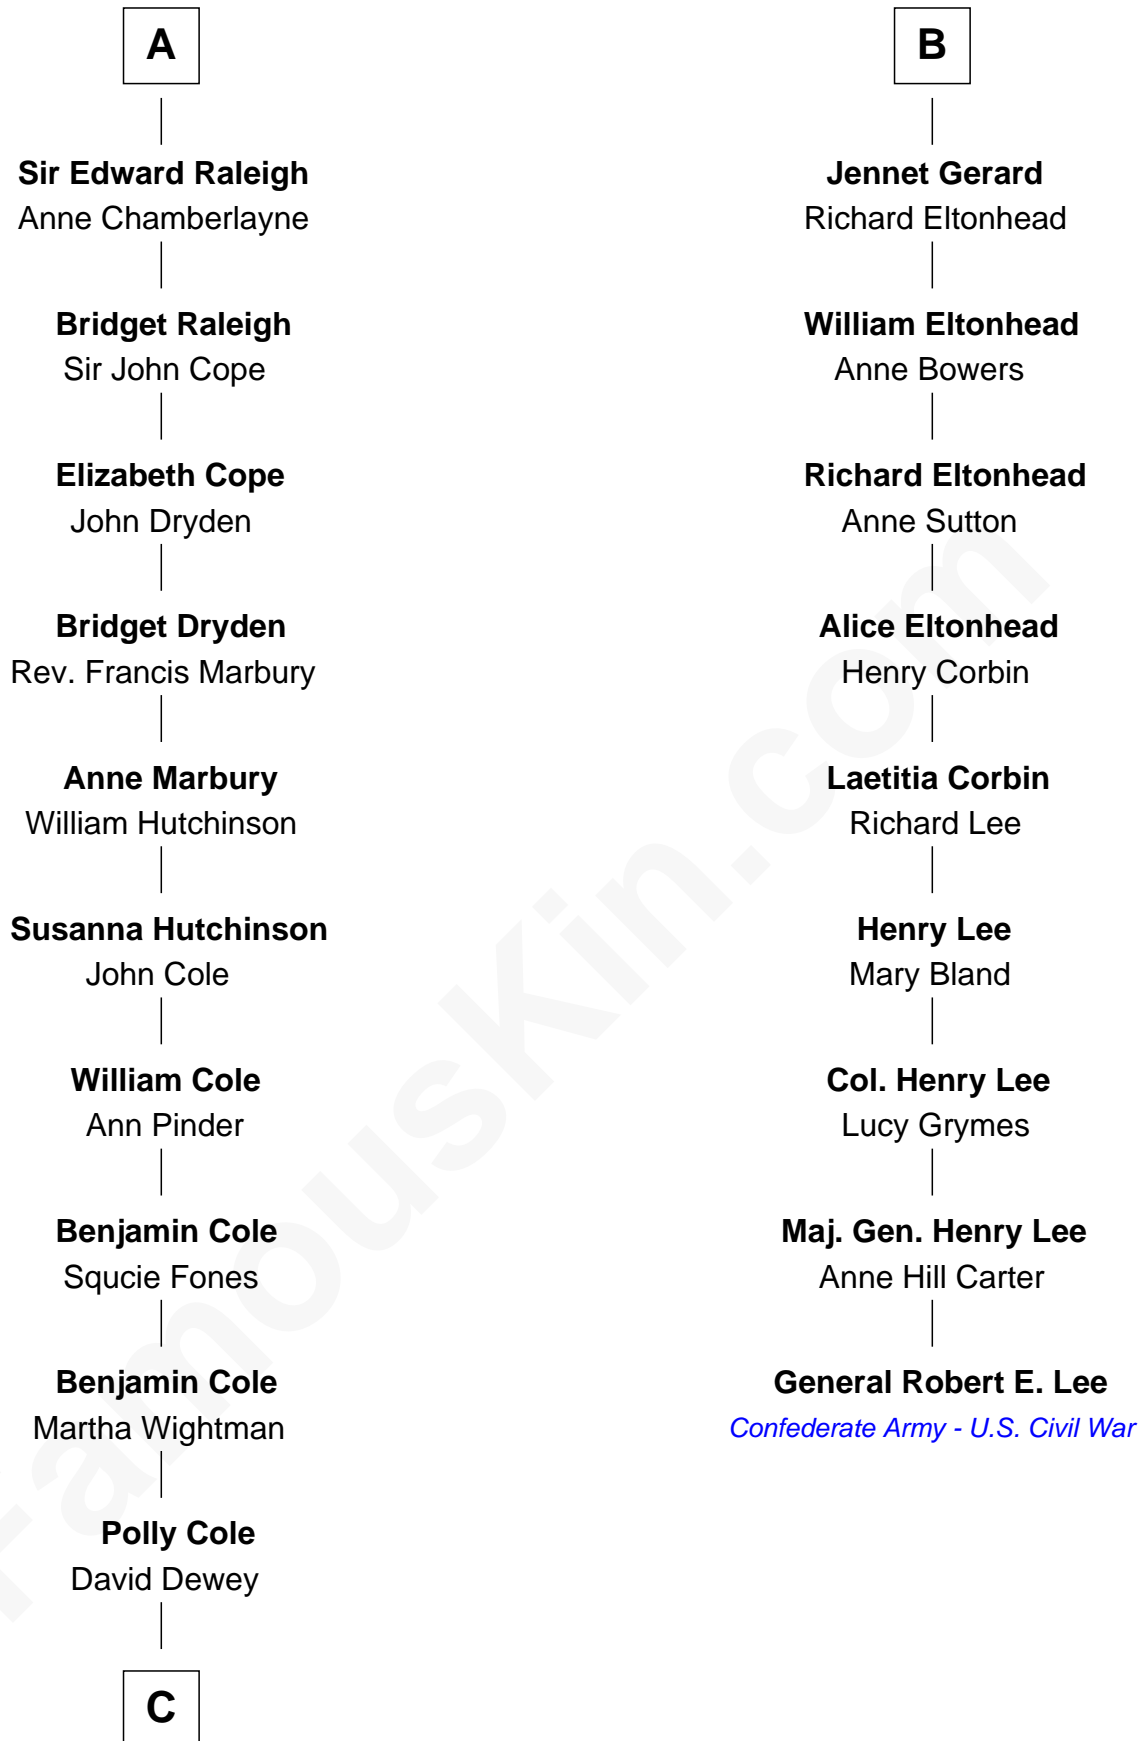 A
Sir Edward Raleigh
Anne Chamberlayne
Bridget Raleigh
Sir John Cope
Elizabeth Cope
John Dryden
Bridget Dryden
Rev. Francis Marbury
Anne Marbury
William Hutchinson
Susanna Hutchinson
John Cole
William Cole
Ann Pinder
Benjamin Cole
Squcie Fones
Benjamin Cole
Martha Wightman
Polly Cole
David Dewey
C
B
Jennet Gerard
Richard Eltonhead
William Eltonhead
Anne Bowers
Richard Eltonhead
Anne Sutton
Alice Eltonhead
Henry Corbin
Laetitia Corbin
Richard Lee
Henry Lee
Mary Bland
Col. Henry Lee
Lucy Grymes
Maj. Gen. Henry Lee
Anne Hill Carter
General Robert E. Lee
Confederate Army - U.S. Civil War
FamousKin.com